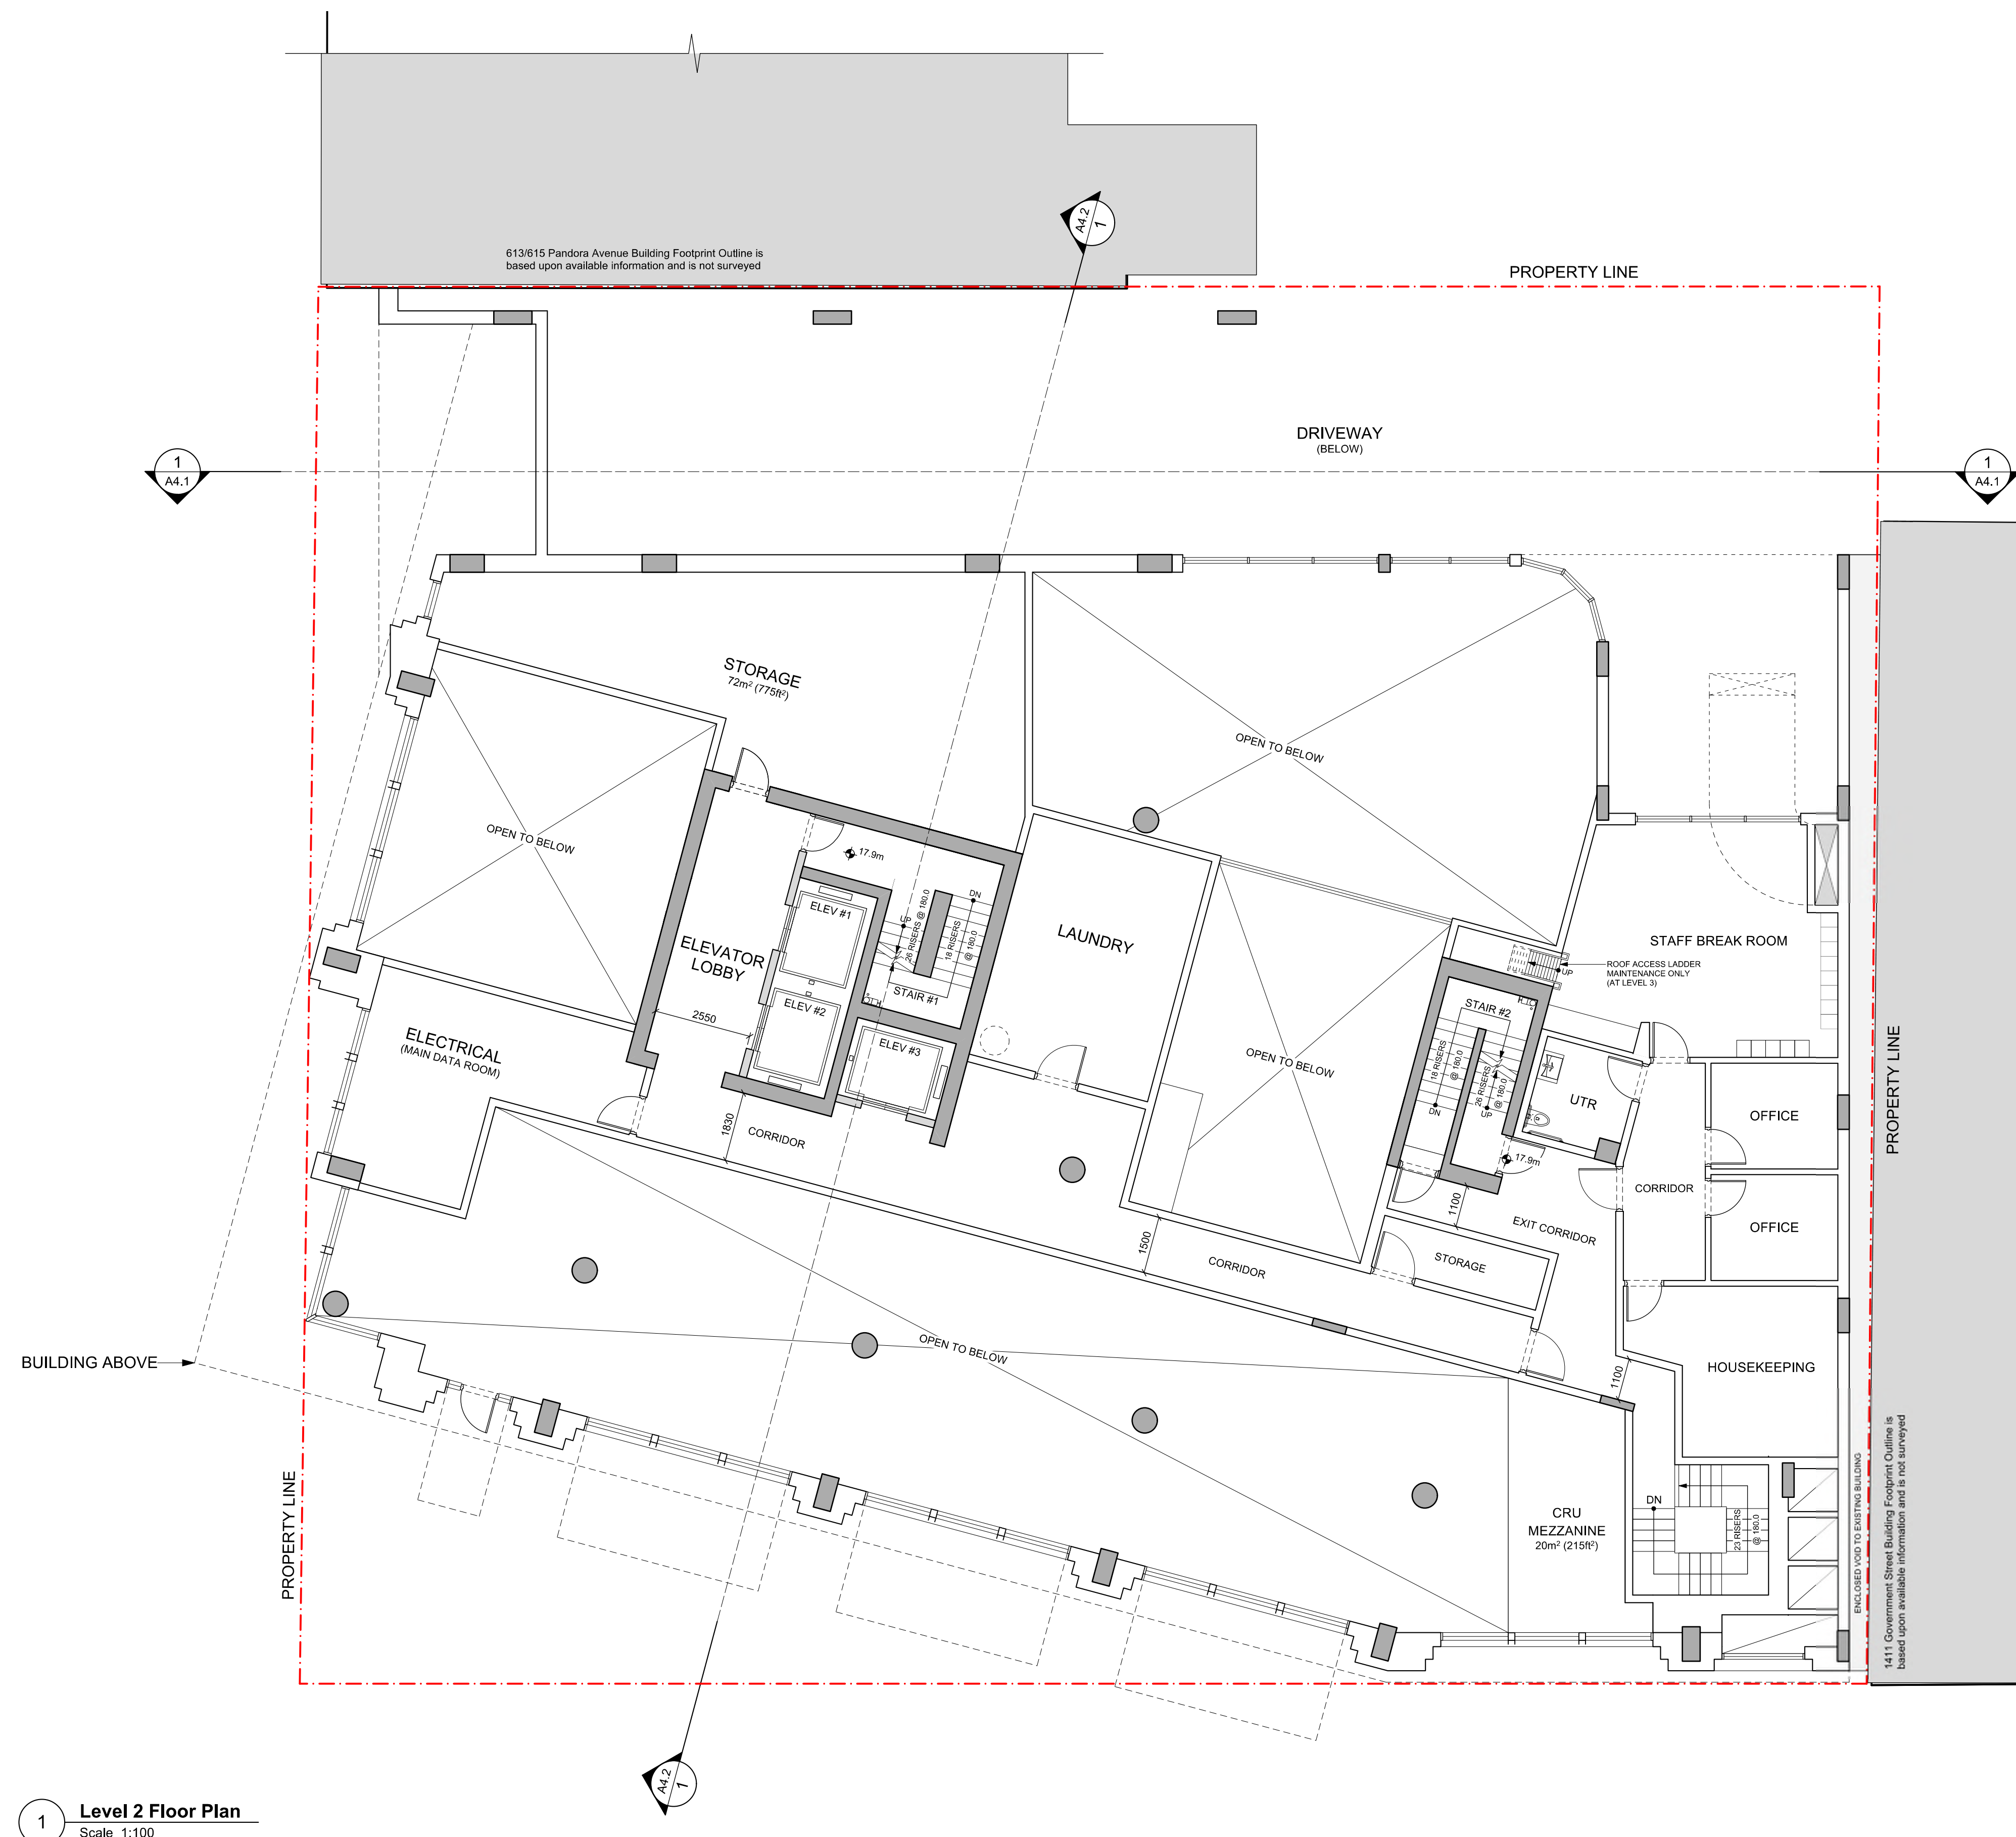 A4.2
1
613/615 Pandora Avenue Building Footprint Outline is
based upon available information and is not surveyed
PROPERTY LINE
DRIVEWAY
(BELOW)
1
A4.1
1
A4.1
STORAGE
72m² (775ft²)
OPEN TO BELOW
OPEN TO BELOW
17.9m
ELEV #1
UP
26 RISERS @ 180.0
18 RISERS
@ 180.0
DN
ELEVATOR
LOBBY
LAUNDRY
STAFF BREAK ROOM
ROOF ACCESS LADDER
MAINTENANCE ONLY
(AT LEVEL 3)
UP
STAIR #1
ELEV #2
2550
STAIR #2
ELECTRICAL
(MAIN DATA ROOM)
ELEV #3
OPEN TO BELOW
18 RISERS
@ 180.0
26 RISERS
@ 180.0
DN
UP
UTR
OFFICE
PROPERTY LINE
1830
CORRIDOR
17.9m
CORRIDOR
1100
EXIT CORRIDOR
OFFICE
1500
CORRIDOR
STORAGE
OPEN TO BELOW
BUILDING ABOVE
1100
HOUSEKEEPING
PROPERTY LINE
CRU
MEZZANINE
20m² (215ft²)
DN
23 RISERS
@ 180.0
ENCLOSED VOID TO EXISTING BUILDING
1411 Government Street Building Footprint Outline is
based upon available information and is not surveyed
A4.2
1
1
Level 2 Floor Plan
Scale 1:100